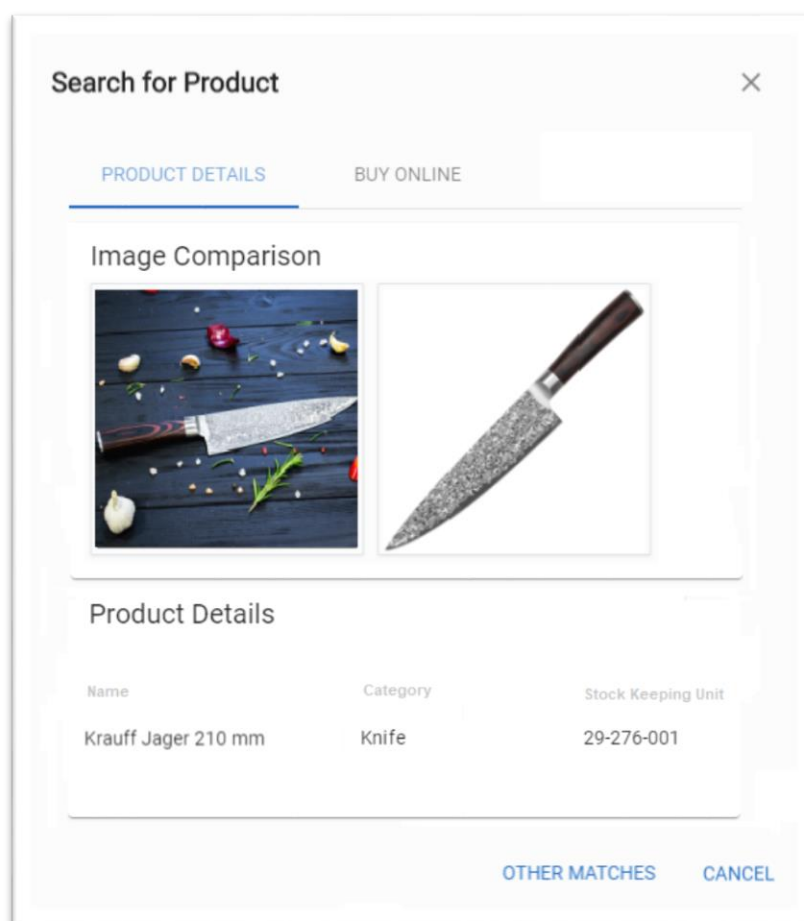 Search for Product
PRODUCT DETAILS BUY ONLINE
Image Comparison
Product Details
Name Category Stock Keeping Unit
Krauff Jager 210 mm Knife 29-276-001
OTHER MATCHES CANCEL